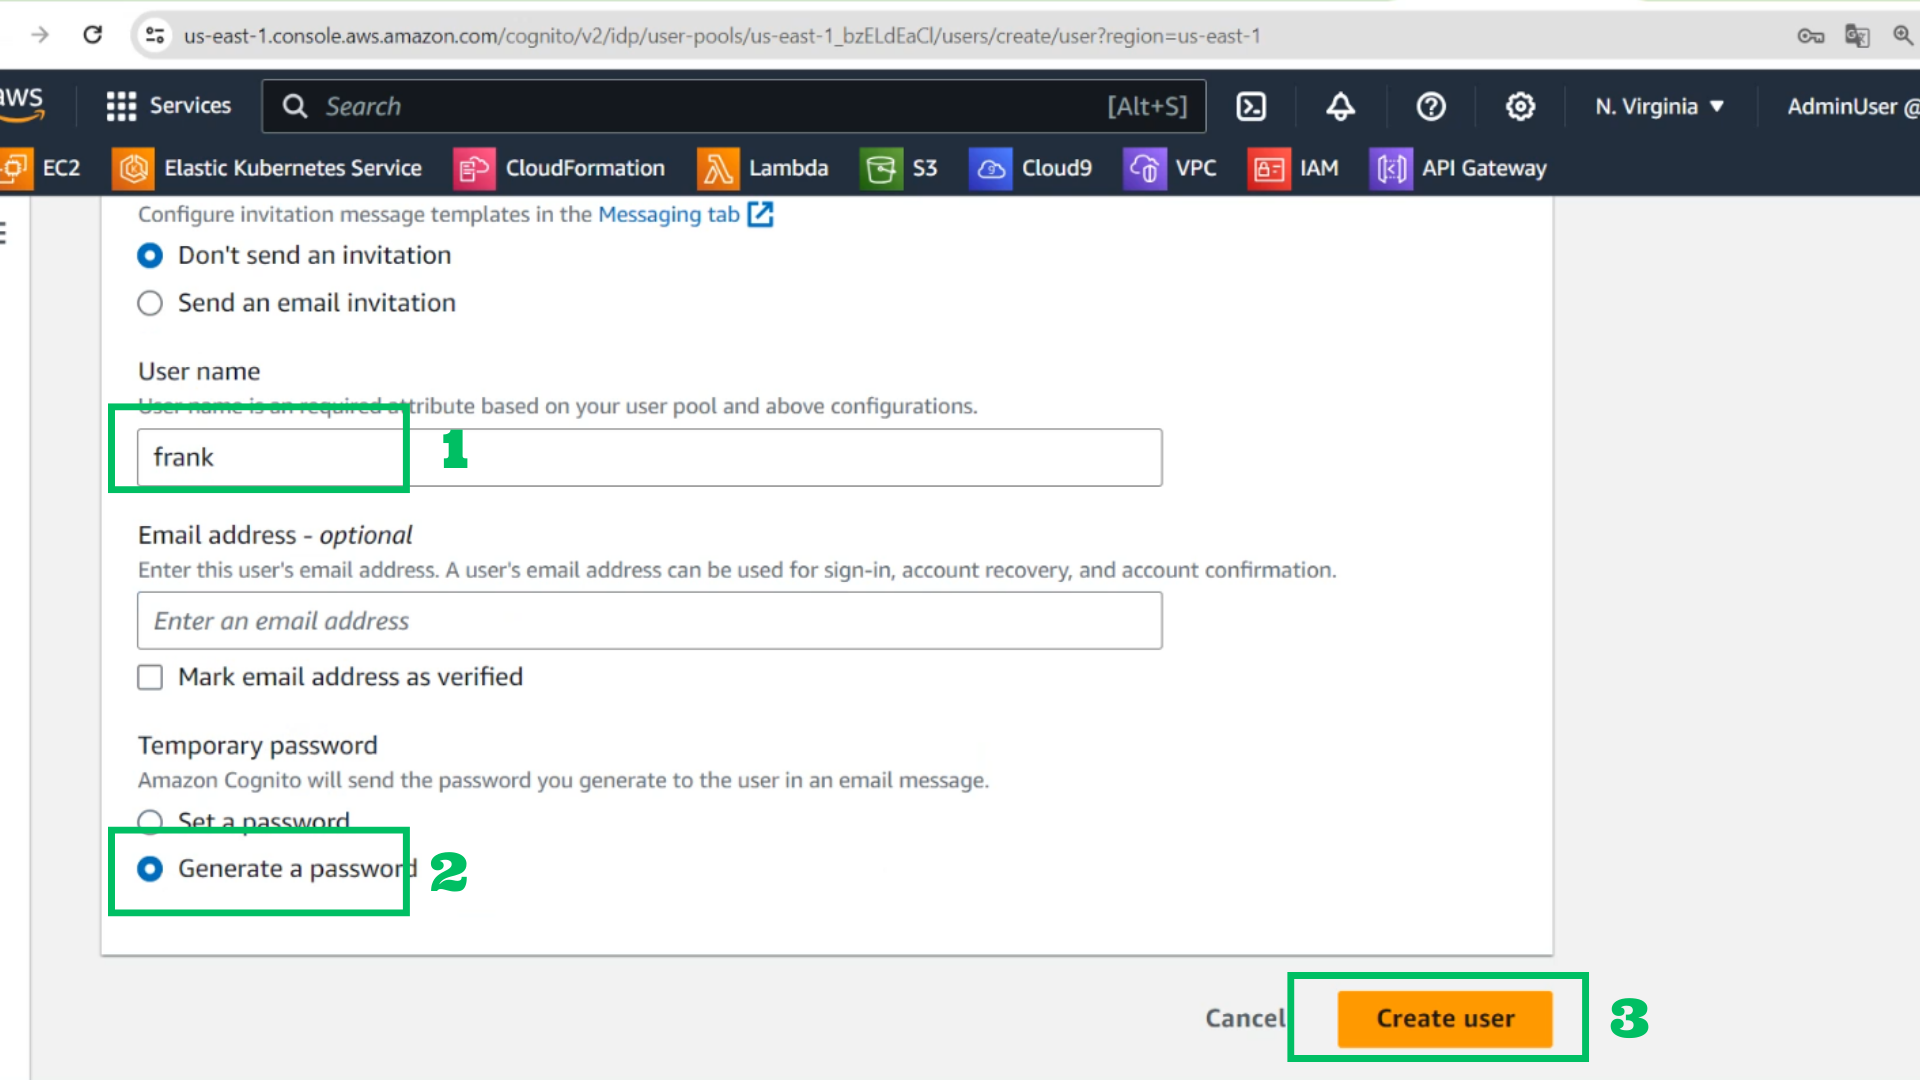 us-east-1.console.aws.amazon.com/cognito/v2/idp/user-pools/us-east-1_bzELdEaCl/users/create/user?region=us-east-1
aws Services Search [Alt+S] N. Virginia ▼ AdminUser @
EC2 Elastic Kubernetes Service CloudFormation Lambda S3 Cloud9 VPC IAM API Gateway
Configure invitation message templates in the Messaging tab
Don't send an invitation
Send an email invitation
User name
User name is an required attribute based on your user pool and above configurations.
frank 1
Email address - optional
Enter this user's email address. A user's email address can be used for sign-in, account recovery, and account confirmation.
Enter an email address
Mark email address as verified
Temporary password
Amazon Cognito will send the password you generate to the user in an email message.
Set a password
Generate a password 2
Cancel Create user 3